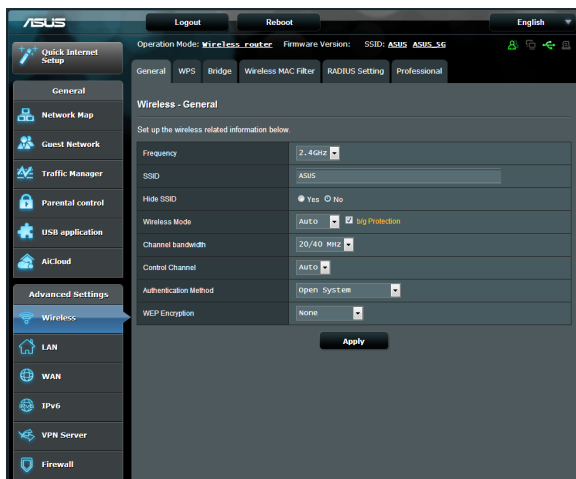 ASUS
Logout
Reboot
English
Quick Internet Setup
Operation Mode: Wireless router Firmware Version: SSID: ASUS ASUS_5G
General
WPS
Bridge
Wireless MAC Filter
RADIUS Setting
Professional
General
Network Map
Guest Network
Traffic Manager
Parental control
USB application
AiCloud
Advanced Settings
Wireless
LAN
WAN
IPv6
VPN Server
Firewall
Wireless - General
Set up the wireless related information below.
Frequency 2.4GHz
SSID ASUS
Hide SSID Yes No
Wireless Mode Auto b/g Protection
Channel bandwidth 20/40 MHz
Control Channel Auto
Authentication Method Open System
WEP Encryption None
Apply